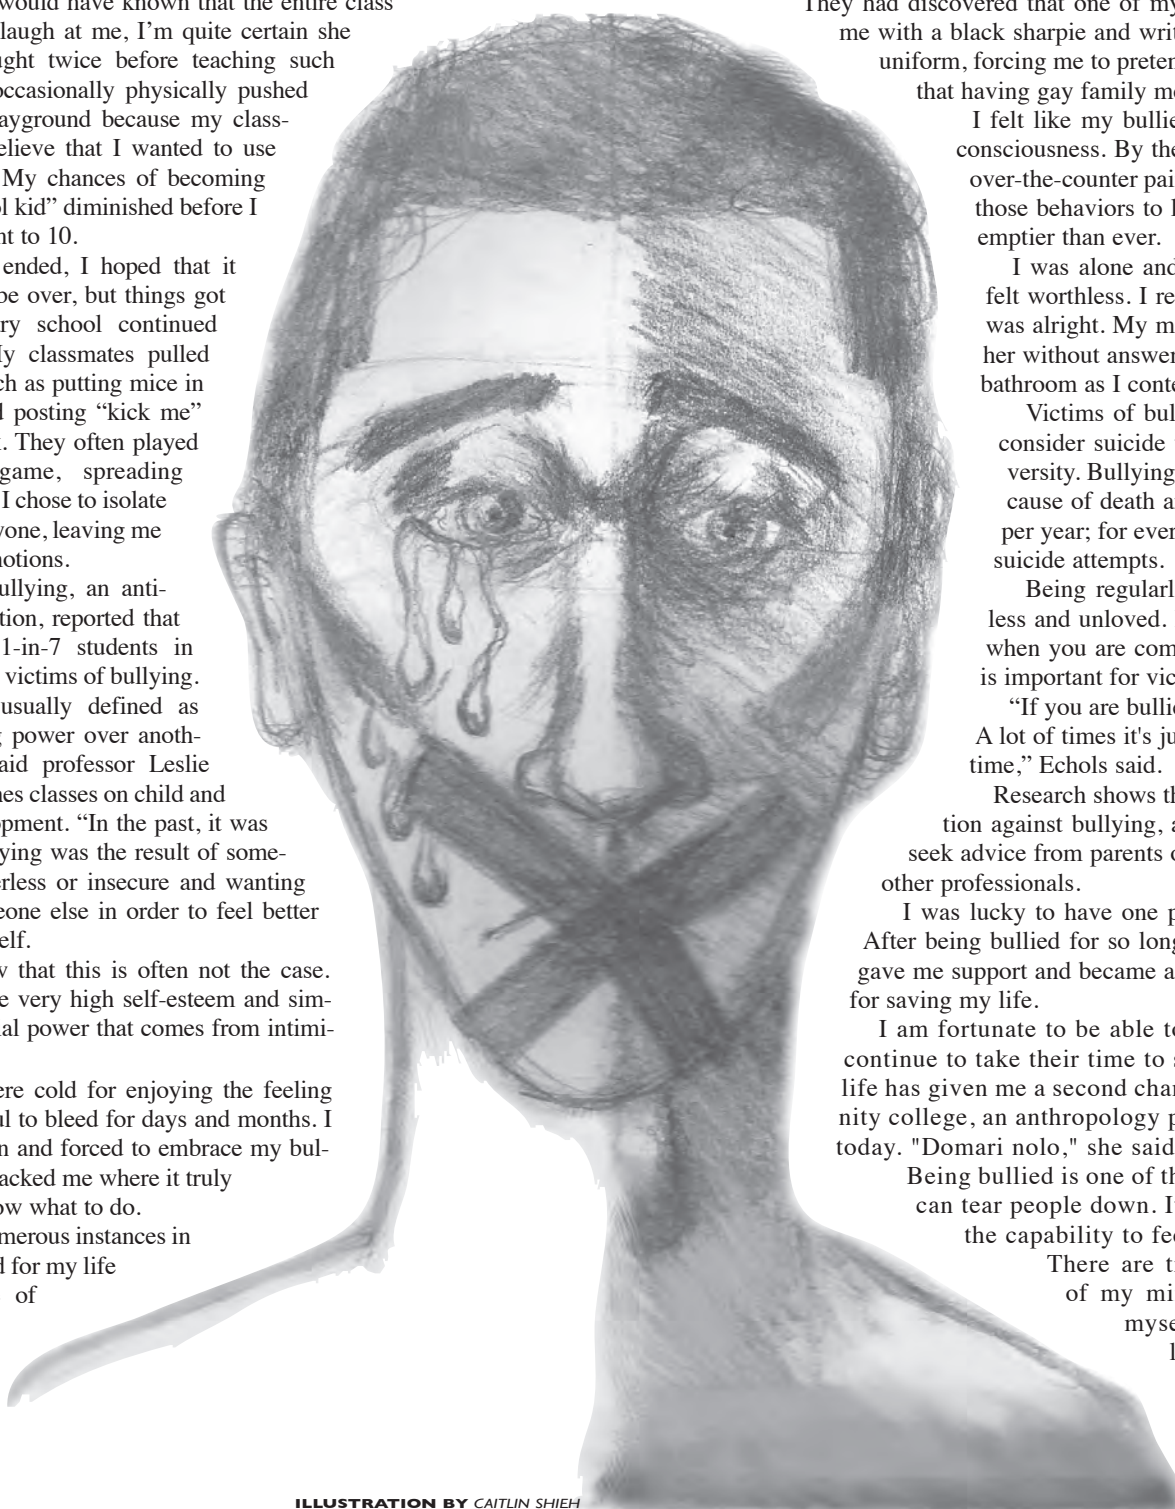 would have known that the entire class
laugh at me, I’m quite certain she
ught twice before teaching such
occasionally physically pushed
ayground because my class-
elieve that I wanted to use
My chances of becoming
ol kid” diminished before I
nt to 10.
ended, I hoped that it
be over, but things got
ry school continued
ly classmates pulled
ch as putting mice in
d posting “kick me”
. They often played
game, spreading
I chose to isolate
yone, leaving me
notions.
ullying, an anti-
tion, reported that
1-in-7 students in
victims of bullying.
usually defined as
g power over anoth-
aid professor Leslie
hes classes on child and
opment. “In the past, it was
ying was the result of some-
erless or insecure and wanting
eone else in order to feel better
elf.
w that this is often not the case.
e very high self-esteem and sim-
ial power that comes from intimi-
ere cold for enjoying the feeling
ul to bleed for days and months. I
n and forced to embrace my bul-
acked me where it truly
ow what to do.
merous instances in
d for my life
of
They had discovered that one of my
me with a black sharpie and writ
uniform, forcing me to preten
that having gay family me
I felt like my bullie
consciousness. By the
over-the-counter pai
those behaviors to l
emptier than ever.
I was alone and
felt worthless. I re
was alright. My m
her without answer
bathroom as I conte
Victims of bul
consider suicide
versity. Bullying
cause of death a
per year; for ever
suicide attempts.
Being regularl
less and unloved.
when you are com
is important for vic
“If you are bullie
A lot of times it's ju
time,” Echols said.
Research shows th
tion against bullying, a
seek advice from parents o
other professionals.
I was lucky to have one p
After being bullied for so long
gave me support and became a
for saving my life.
I am fortunate to be able to
continue to take their time to s
life has given me a second chan
nity college, an anthropology p
today. "Domari nolo," she said
Being bullied is one of th
can tear people down. I
the capability to fee
There are ti
of my mi
myse
l
ILLUSTRATION BY CAITLIN SHIEH